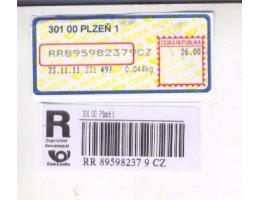 301 00 PLZEŇ 1
ČESKÁ REPUBLIKA
RR895982379CZ
26.00
23.11.11 231 497 0.044kg
R
301 00 Plzeň 1
Doporučeně
Recommandé
Česká pošta
RR 89598237 9 CZ